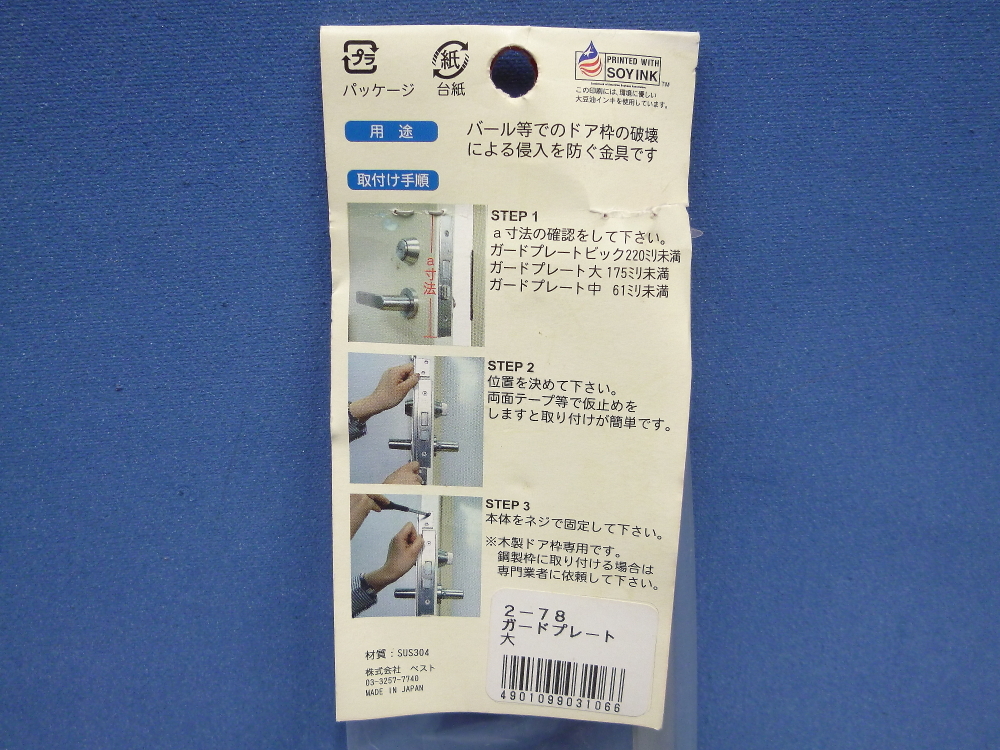 プラ
パッケージ
紙
台紙
PRINTED WITH
SOY INK
TM
この印刷には、環境に優しい
大豆油インキを使用しています。
用 途
バール等でのドア枠の破壊
による侵入を防ぐ金具です
取付け手順
a寸法
STEP 1
a寸法の確認をして下さい。
ガードプレートビック220ミリ未満
ガードプレート大 175ミリ未満
ガードプレート中 61ミリ未満
STEP 2
位置を決めて下さい。
両面テープ等で仮止めを
しますと取り付けが簡単です。
STEP 3
本体をネジで固定して下さい。
※木製ドア枠専用です。
鋼製枠に取り付ける場合は
専門業者に依頼して下さい。
2－78
ガードプレート
大
4901099031066
材質：SUS304
株式会社 ベスト
03-3257-7740
MADE IN JAPAN